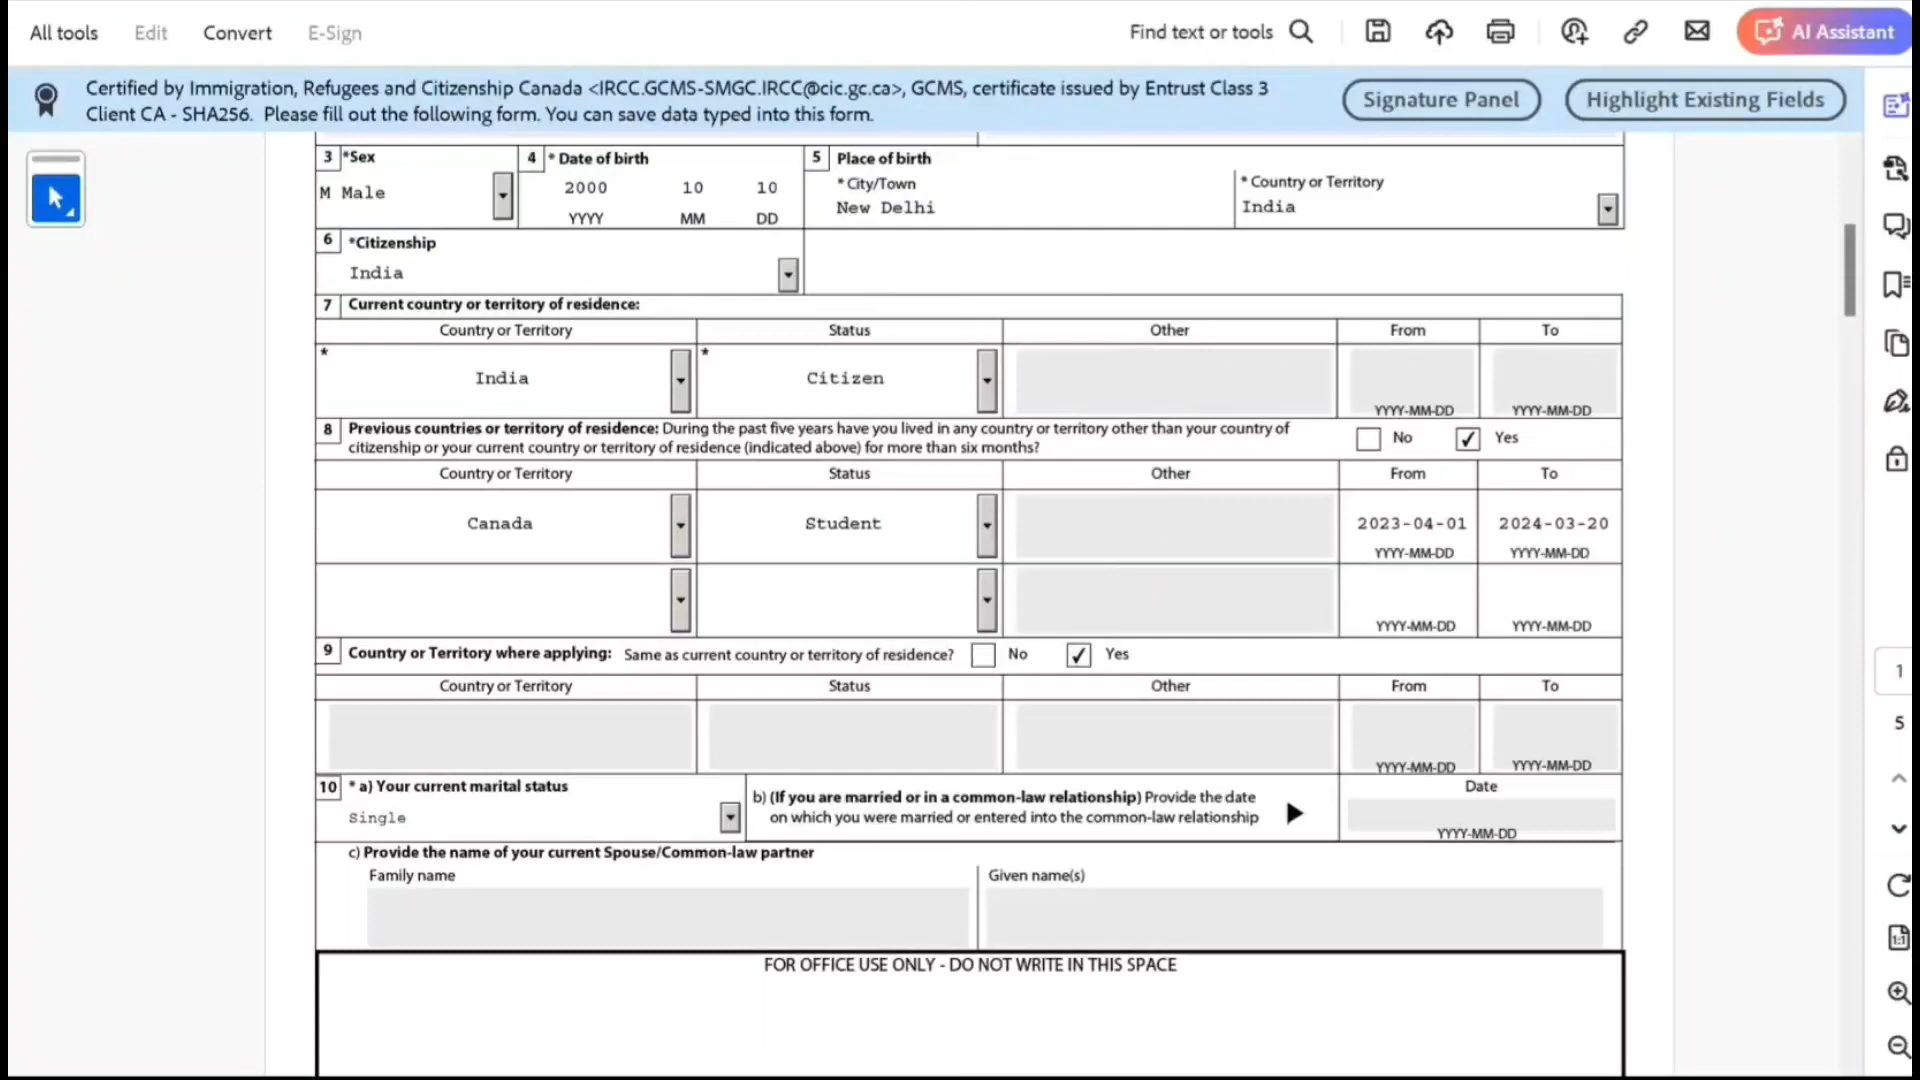 All tools Edit Convert E-Sign Find text or tools AI Assistant
Certified by Immigration, Refugees and Citizenship Canada <IRCC.GCMS-SMGC.IRCC@cic.gc.ca>, GCMS, certificate issued by Entrust Class 3
Client CA - SHA256. Please fill out the following form. You can save data typed into this form.
Signature Panel Highlight Existing Fields
3 *Sex 4 * Date of birth 5 Place of birth
M Male 2000 10 10 * City/Town * Country or Territory
YYYY MM DD New Delhi India
6 *Citizenship
India
7 Current country or territory of residence:
Country or Territory Status Other From To
* India * Citizen
YYYY-MM-DD YYYY-MM-DD
8 Previous countries or territory of residence: During the past five years have you lived in any country or territory other than your country of
citizenship or your current country or territory of residence (indicated above) for more than six months? No ✓ Yes
Country or Territory Status Other From To
Canada Student 2023-04-01 2024-03-20
YYYY-MM-DD YYYY-MM-DD
YYYY-MM-DD YYYY-MM-DD
9 Country or Territory where applying: Same as current country or territory of residence? No ✓ Yes
Country or Territory Status Other From To
YYYY-MM-DD YYYY-MM-DD
10 * a) Your current marital status
Single
b) (If you are married or in a common-law relationship) Provide the date
on which you were married or entered into the common-law relationship
Date
YYYY-MM-DD
c) Provide the name of your current Spouse/Common-law partner
Family name Given name(s)
FOR OFFICE USE ONLY - DO NOT WRITE IN THIS SPACE
1
5
1:1